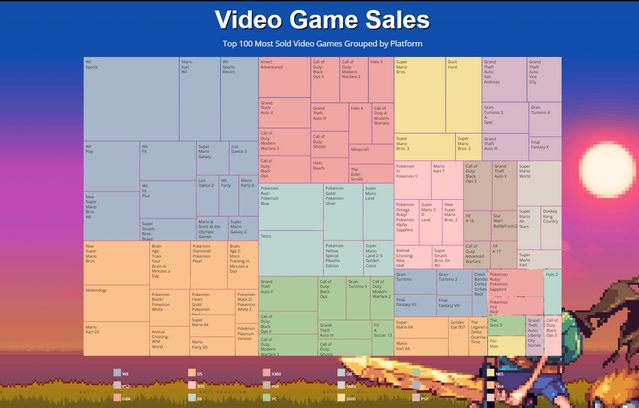 Video Game Sales
Top 100 Most Sold Video Games Grouped by Platform
Wii
Sports
Mario
Kart
Wii
Wii
Sports
Resort
Wii
Play
Wii
Fit
Super
Mario
Galaxy
Just
Dance 3
Wii
Fit
Plus
Just
Dance 2
Wii
Party
Mario
Party 8
New
Super
Mario
Bros.
Wii
Super
Smash
Bros.
Brawl
Mario &
Sonic at the
Olympic
Games
Super
Mario
Galaxy 2
New
Super
Mario
Bros.
Brain
Age:
Train
Your
Brain in
Minutes a
Day
Pokemon
Diamond/
Pokemon
Pearl
Brain
Age 2:
More
Training in
Minutes a
Day
Nintendogs
Pokemon
Black/
Pokemon
White
Pokemon
Heart
Gold/
Pokemon
Pokemon
Black 2/
Pokemon
White 2
Mario
Kart DS
Animal
Crossing:
Wild
World
Super
Mario 64
Mario
Party DS
Pokemon
Platinum
Version
Kinect
Adventures!
Call of
Duty:
Black
Ops II
Call of
Duty:
Modern
Warfare 2
Halo 3
Grand
Theft
Auto V
Grand
Theft
Auto IV
Halo 4
Call of
Duty 4:
Modern
Warfare
Call of
Duty:
Modern
Warfare 3
Call of
Duty:
Ghosts
Minecraft
Call of
Duty:
Black
Ops
Halo:
Reach
The
Elder
Scrolls
Pokemon
Red/
Pokemon
Blue
Pokemon
Gold/
Pokemon
Silver
Super
Mario
Land
Tetris
Pokemon
Yellow:
Special
Pikachu
Edition
Super
Mario
Land 2: 6
Golden
Coins
Grand
Theft
Auto V
Call of
Duty:
Black
Ops
Gran
Turismo 5
Call of
Duty:
Modern
Warfare 2
Call of
Duty:
Black
Ops II
Grand
Theft
Auto IV
FIFA
Soccer 13
Call of
Duty:
Modern
Warfare 3
Call of
Duty:
Ghosts
Super
Mario
Bros.
Duck
Hunt
Super
Mario
Bros. 3
Super
Mario
Bros. 2
Grand
Theft
Auto:
San
Andreas
Grand
Theft
Auto:
Vice
City
Gran
Turismo 3:
A-
Spec
Gran
Turismo 4
Grand
Theft
Auto III
Final
Fantasy X
Pokemon
X/
Pokemon Y
Mario
Kart 7
Pokemon
Omega
Ruby/
Pokemon
Alpha
Sapphire
Super
Mario 3
D
Land
New
Super
Mario
Bros. 2
Animal
Crossing:
New
Leaf
Super
Smash
Bros. for
Wii
Call of
Duty:
Black
Ops 3
Grand
Theft
Auto V
FIF
A 16
Star
Wars
Battlefront
Call of
Duty:
Advanced
Warfare
FIF
A 17
Super
Mario
World
Super
Mario
All-
Stars
Donkey
Kong
Country
Super
Mario
Kart
Gran
Turismo
Gran
Turismo 2
Crash
Bandicoot
Final
Fantasy VII
Final
Fantasy VIII
Super
Mario 64
Golden
Eye 007
The
Legend of
Zelda:
Ocarina of
Time
Mario
Kart 64
Pokemon
Ruby/
Pokemon
Sapphire
Pokemon
Fire
Red/
Halo 2
The
Sims 3
Grand
Theft
Auto:
Liberty
City
Call of
Duty:
Black
Ops 3
Pac-
Man
Wii
DS
X360
NES
PS2
3DS
N64
GBA
PC
2600
PSP